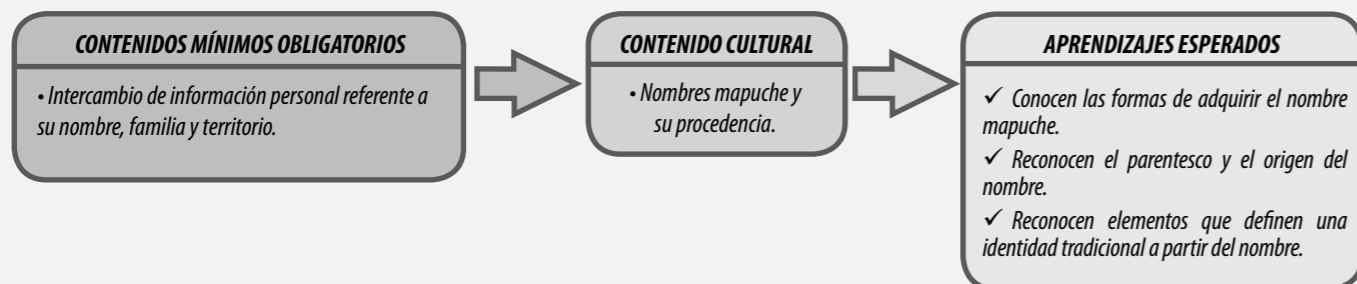 CONTENIDOS MÍNIMOS OBLIGATORIOS
• Intercambio de información personal referente a
su nombre, familia y territorio.
CONTENIDO CULTURAL
• Nombres mapuche y
su procedencia.
APRENDIZAJES ESPERADOS
✓ Conocen las formas de adquirir el nombre
mapuche.
✓ Reconocen el parentesco y el origen del
nombre.
✓ Reconocen elementos que definen una
identidad tradicional a partir del nombre.